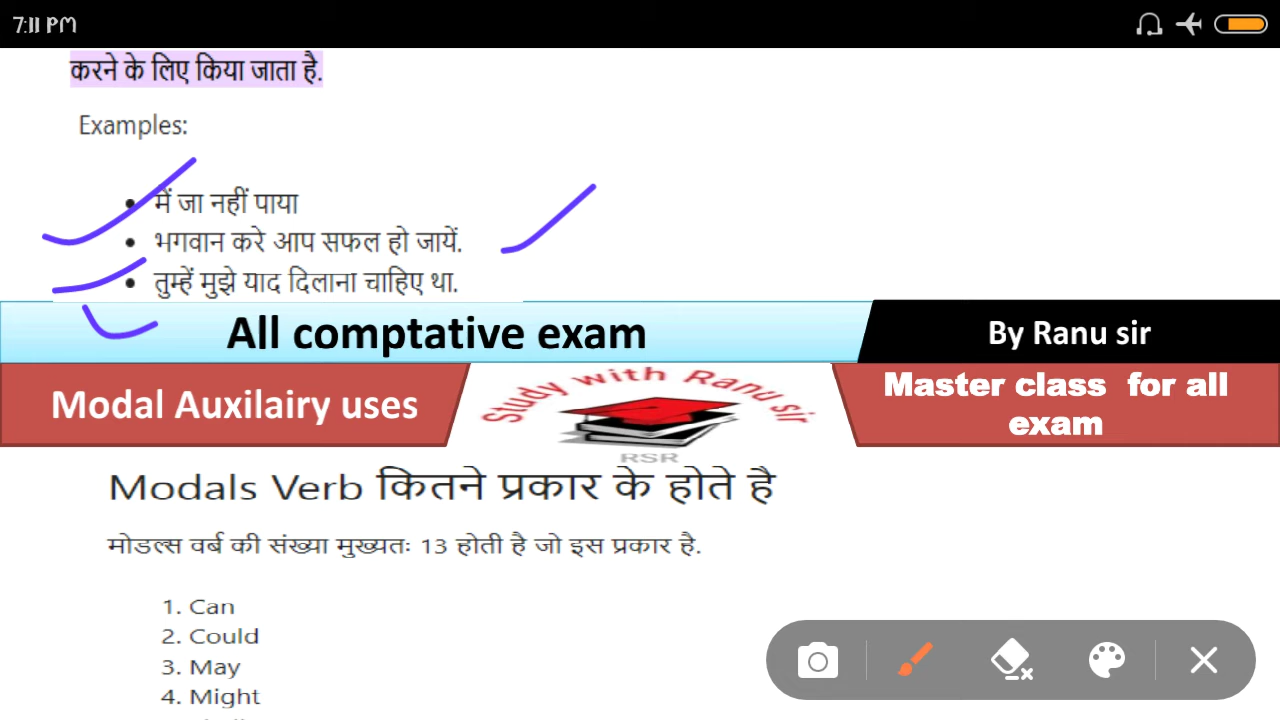 7:11 PM
करने के लिए किया जाता है.
Examples:
• में जा नहीं पाया
• भगवान करे आप सफल हो जायें.
• तुम्हें मुझे याद दिलाना चाहिए था.
All comptative exam
By Ranu sir
Modal Auxilairy uses
Study with Ranu sir
RSR
Master class for all
exam
Modals Verb कितने प्रकार के होते है
मोडल्स वर्ब की संख्या मुख्यतः 13 होती है जो इस प्रकार है.
1. Can
2. Could
3. May
4. Might